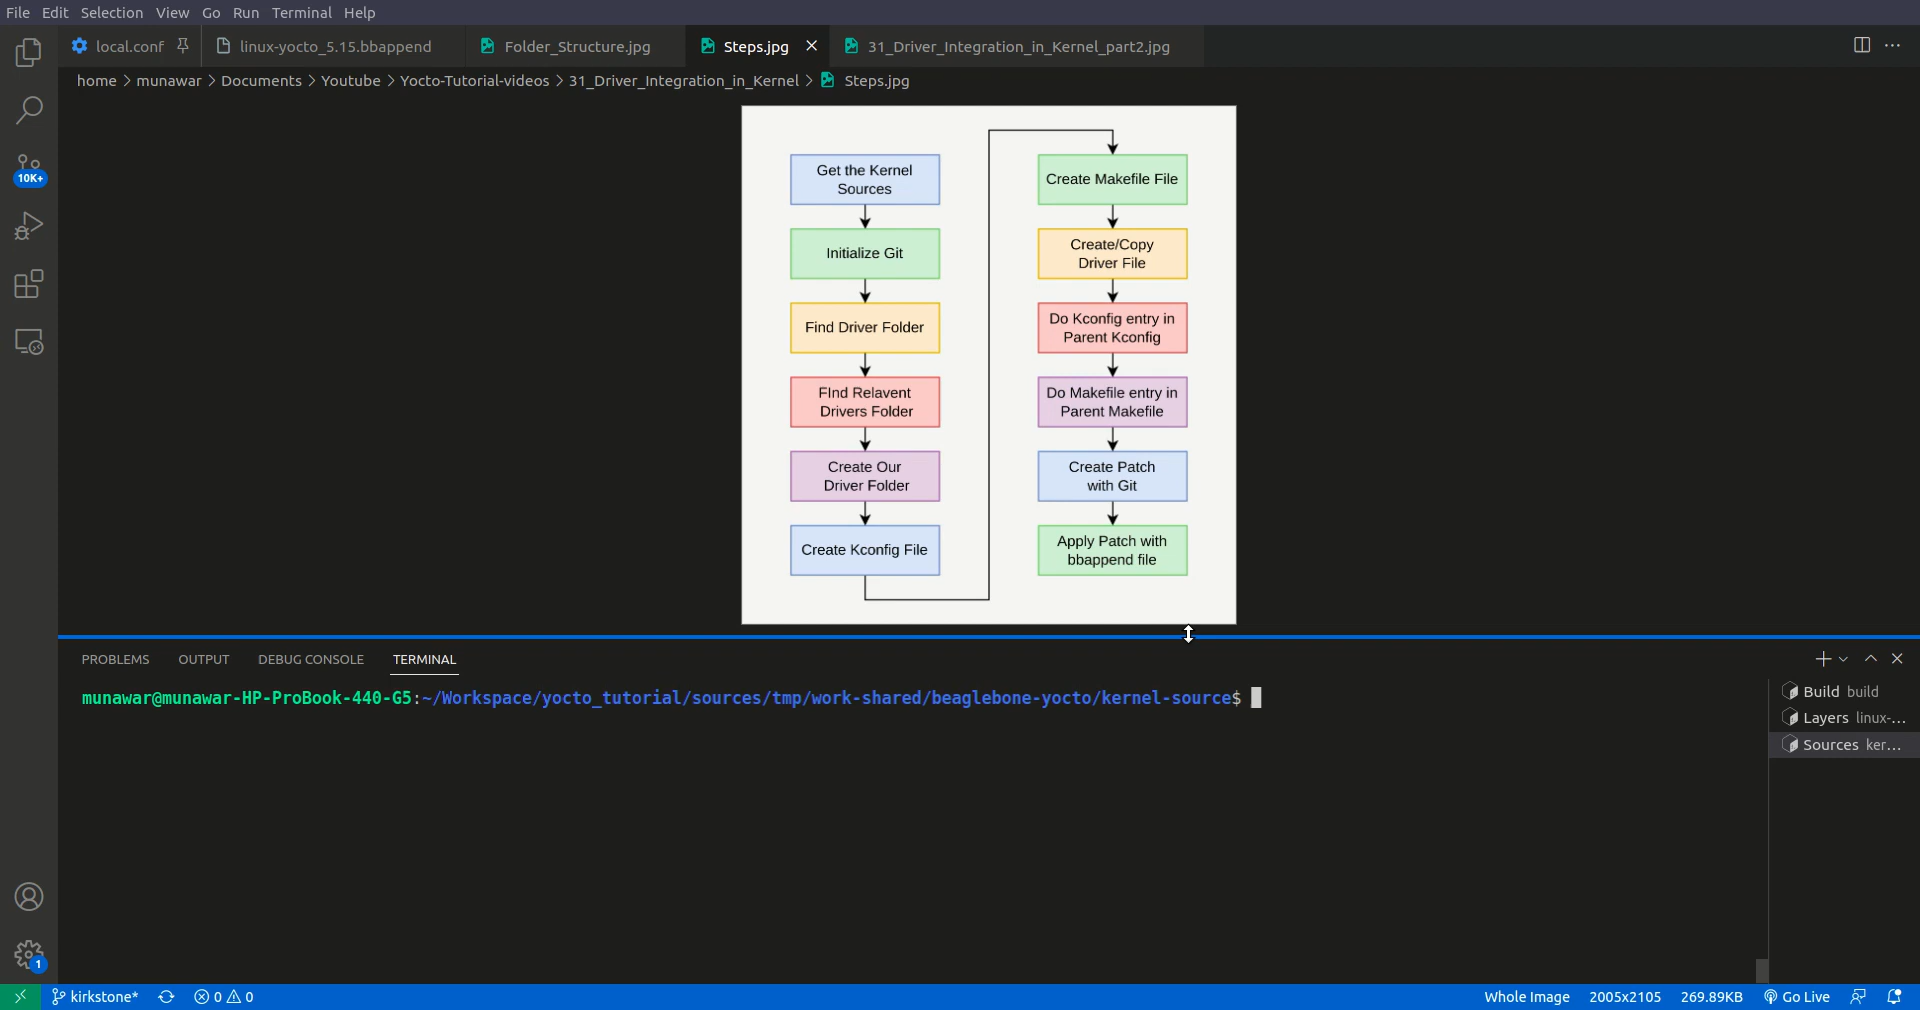 File Edit Selection View Go Run Terminal Help
local.conf linux-yocto_5.15.bbappend Folder_Structure.jpg Steps.jpg 31_Driver_Integration_in_Kernel_part2.jpg
home > munawar > Documents > Youtube > Yocto-Tutorial-videos > 31_Driver_Integration_in_Kernel > Steps.jpg
10K+
Get the Kernel
Sources
Initialize Git
Find Driver Folder
FInd Relavent
Drivers Folder
Create Our
Driver Folder
Create Kconfig File
Create Makefile File
Create/Copy
Driver File
Do Kconfig entry in
Parent Kconfig
Do Makefile entry in
Parent Makefile
Create Patch
with Git
Apply Patch with
bbappend file
PROBLEMS OUTPUT DEBUG CONSOLE TERMINAL
munawar@munawar-HP-ProBook-440-G5:~/Workspace/yocto_tutorial/sources/tmp/work-shared/beaglebone-yocto/kernel-source$
Build build
Layers linux-...
Sources ker...
1
kirkstone* 0 0 Whole Image 2005x2105 269.89KB Go Live